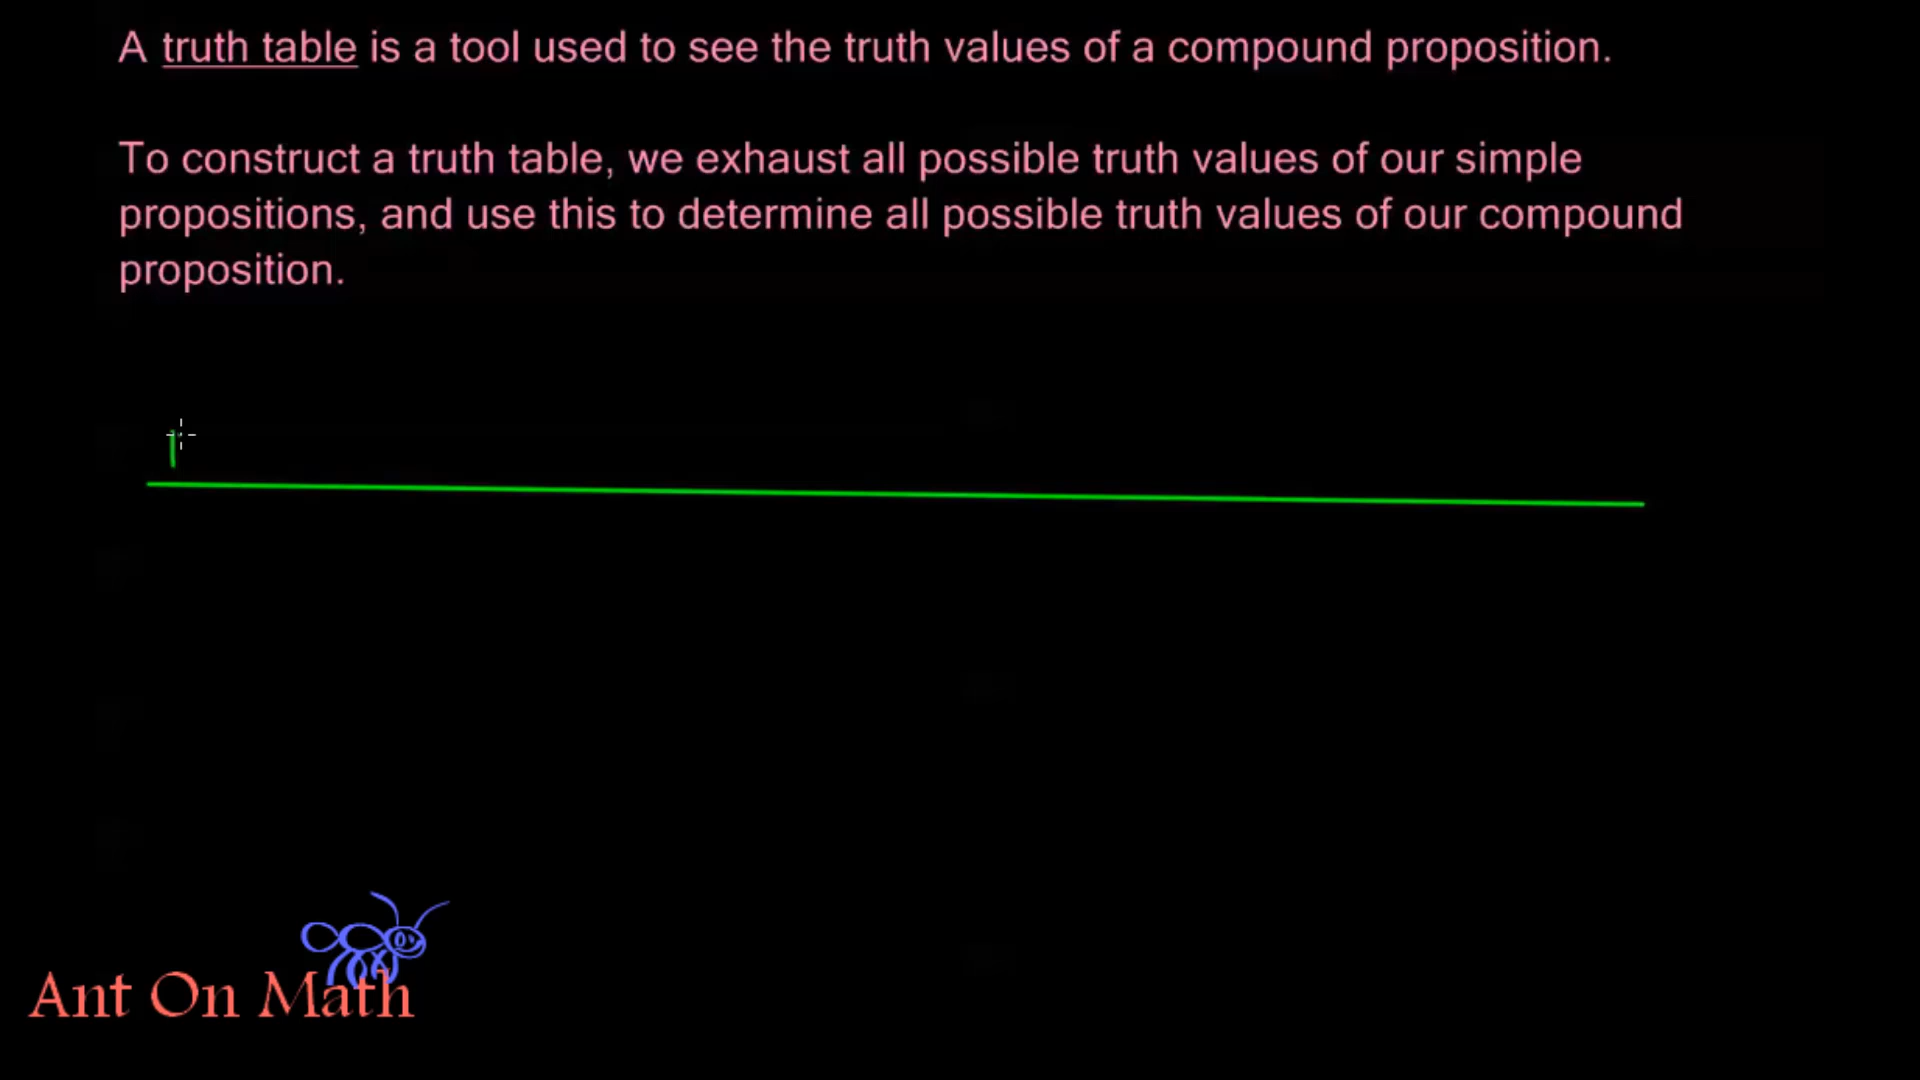 A truth table is a tool used to see the truth values of a compound proposition.
To construct a truth table, we exhaust all possible truth values of our simple
propositions, and use this to determine all possible truth values of our compound
proposition.
Ant On Math